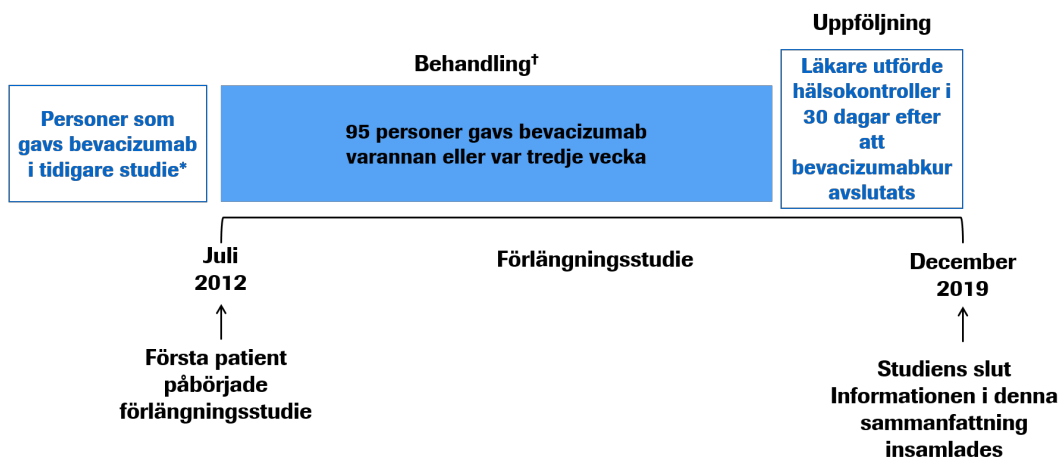 Uppföljning
Behandling†
Personer som
gavs bevacizumab
i tidigare studie*
95 personer gavs bevacizumab
varannan eller var tredje vecka
Läkare utförde
hälsokontroller i
30 dagar efter
att
bevacizumabkur
avslutats
Juli
2012
Förlängningsstudie
December
2019
Första patient
påbörjade
förlängningsstudie
Studiens slut
Informationen i denna
sammanfattning
insamlades